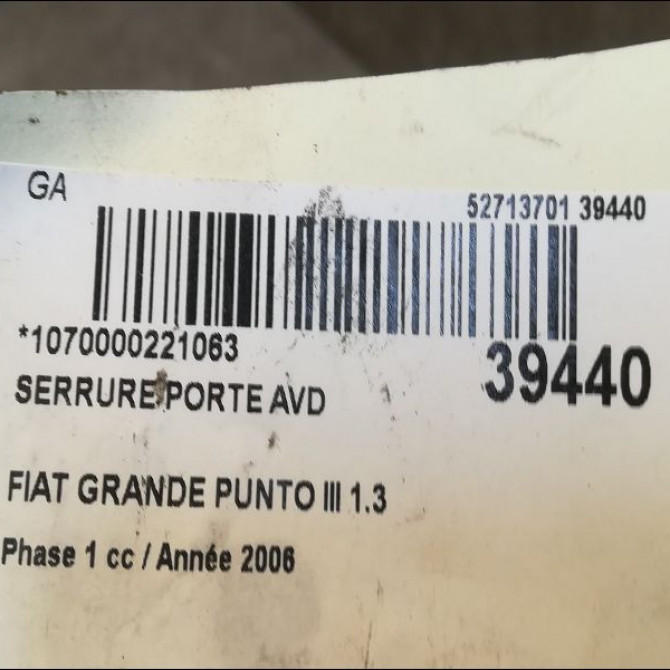 GA
52713701 39440
*1070000221063
39440
SERRURE PORTE AVD
FIAT GRANDE PUNTO III 1.3
Phase 1 cc / Année 2006